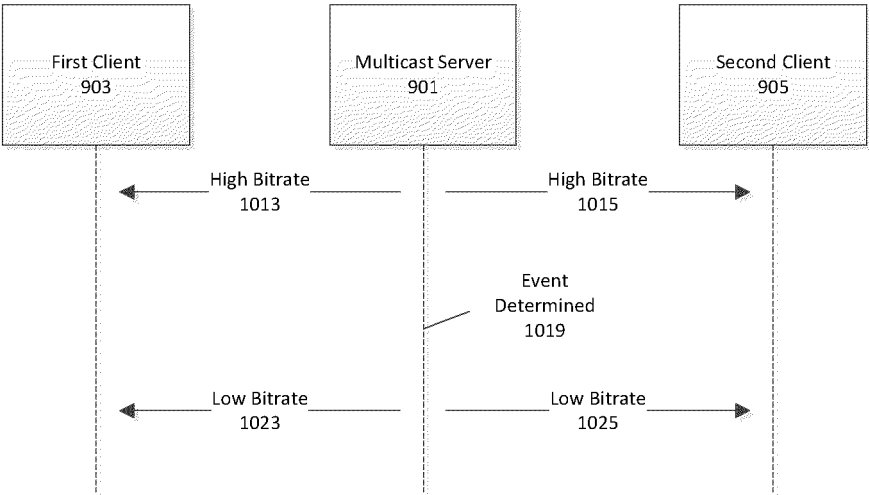 First Client
903
Multicast Server
901
Second Client
905
High Bitrate
1013
High Bitrate
1015
Event
Determined
1019
Low Bitrate
1023
Low Bitrate
1025